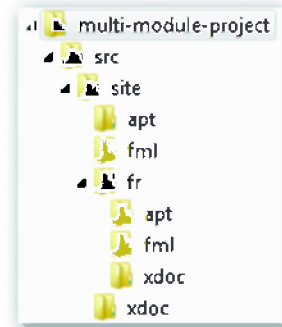 multi-module-project
src
site
apt
fml
fr
apt
fml
xdoc
xdoc